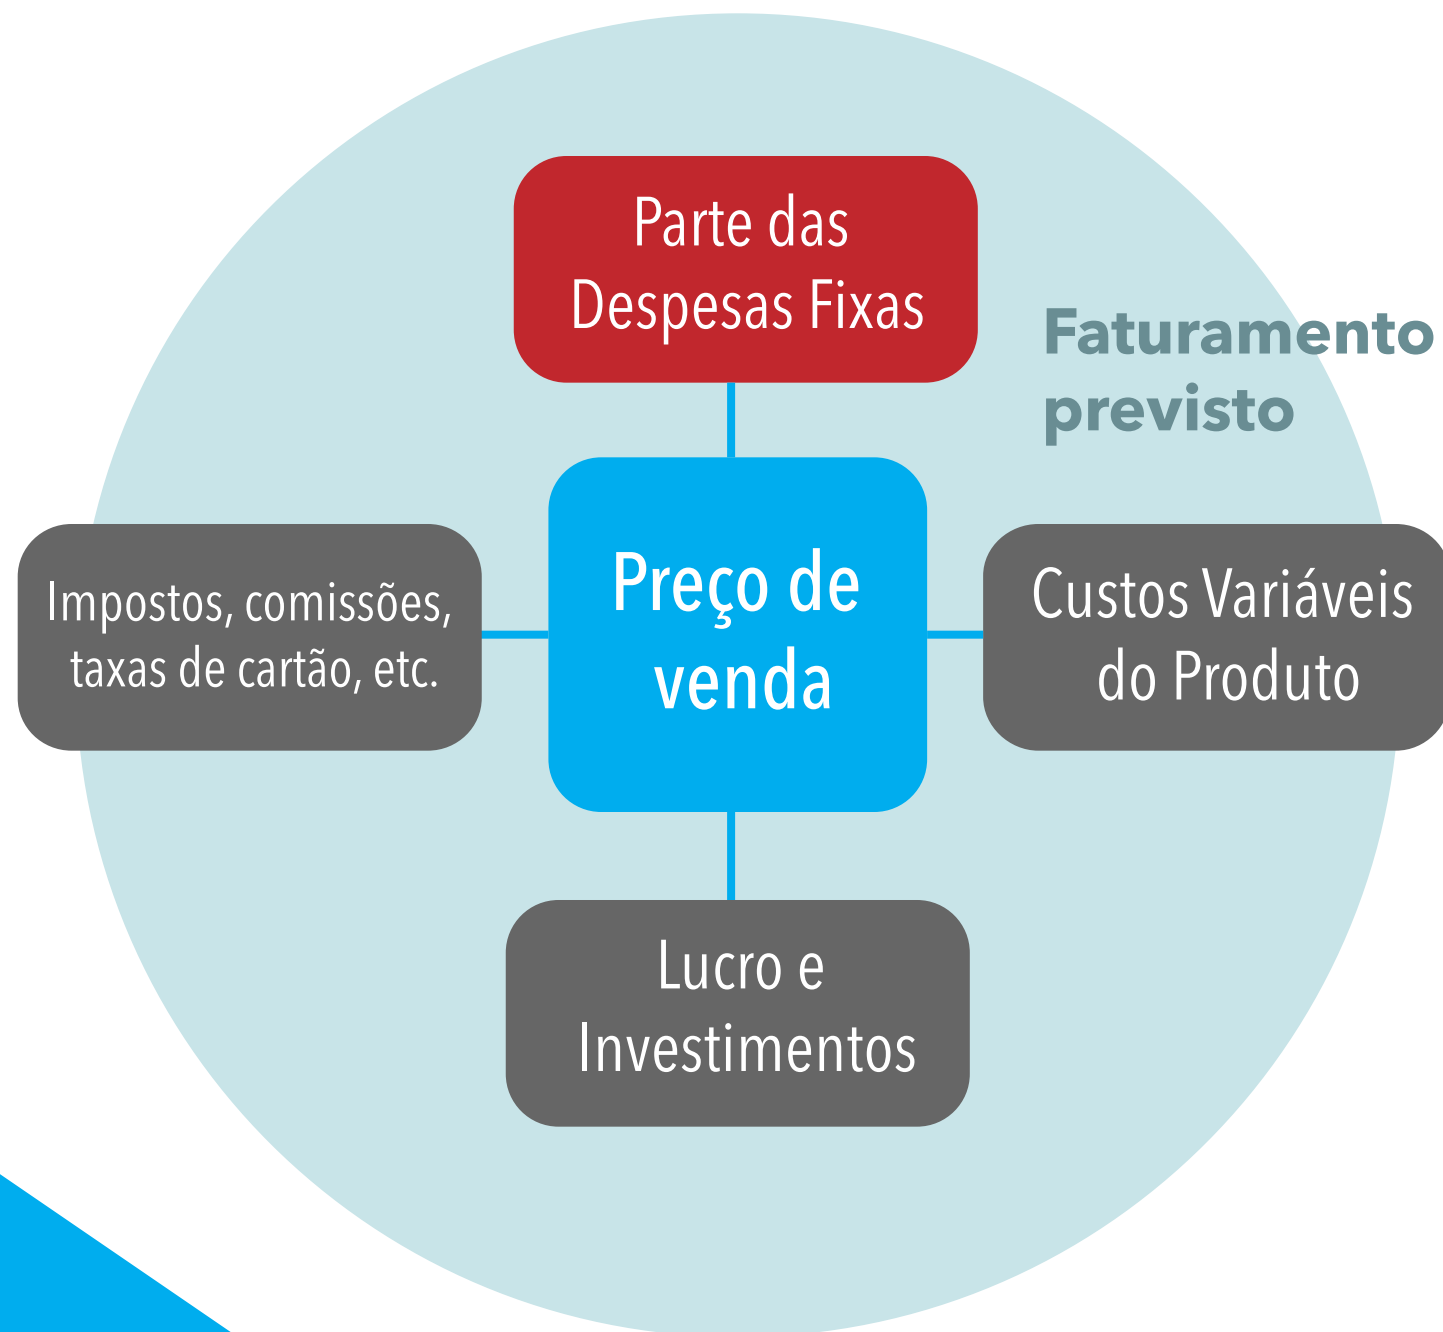 Parte das
Despesas Fixas
Faturamento
previsto
Impostos, comissões,
taxas de cartão, etc.
Preço de
venda
Custos Variáveis
do Produto
Lucro e
Investimentos